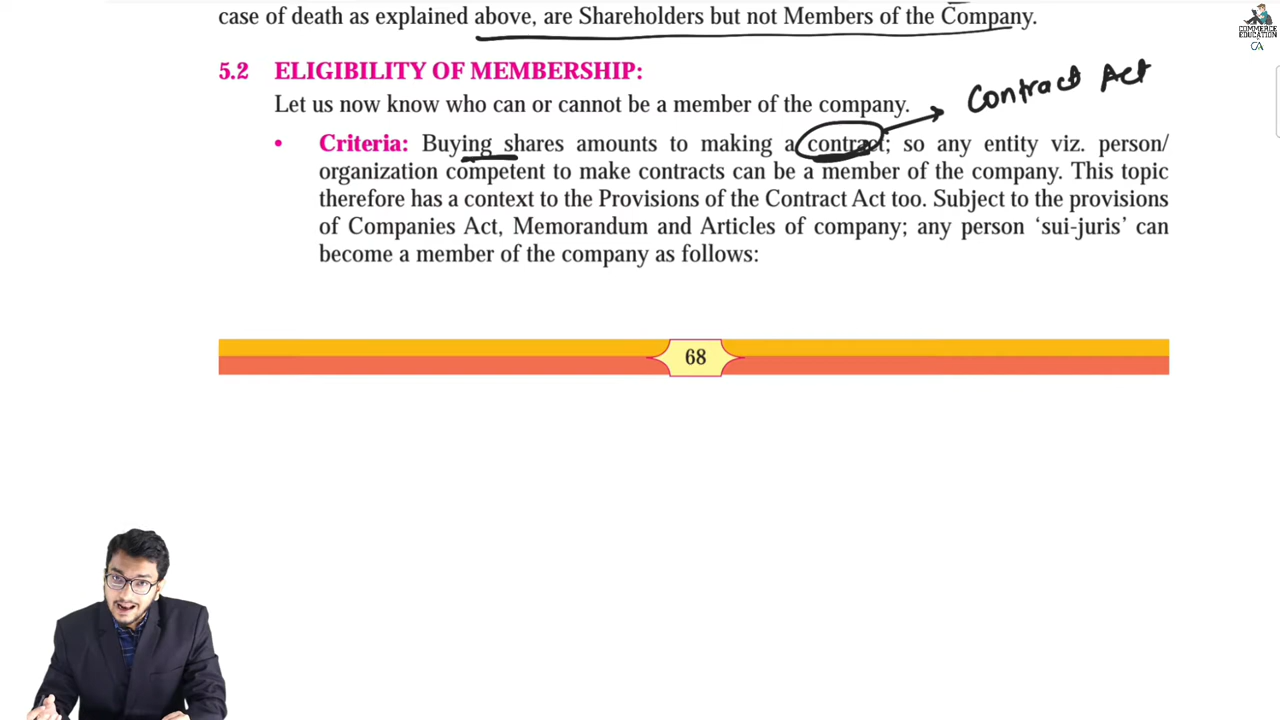 case of death as explained above, are Shareholders but not Members of the Company.
COMMERCE
EDUCATION
CA
5.2 ELIGIBILITY OF MEMBERSHIP:
Contract Act
Let us now know who can or cannot be a member of the company.
• Criteria: Buying shares amounts to making a contract; so any entity viz. person/
organization competent to make contracts can be a member of the company. This topic
therefore has a context to the Provisions of the Contract Act too. Subject to the provisions
of Companies Act, Memorandum and Articles of company; any person ‘sui-juris’ can
become a member of the company as follows:
68